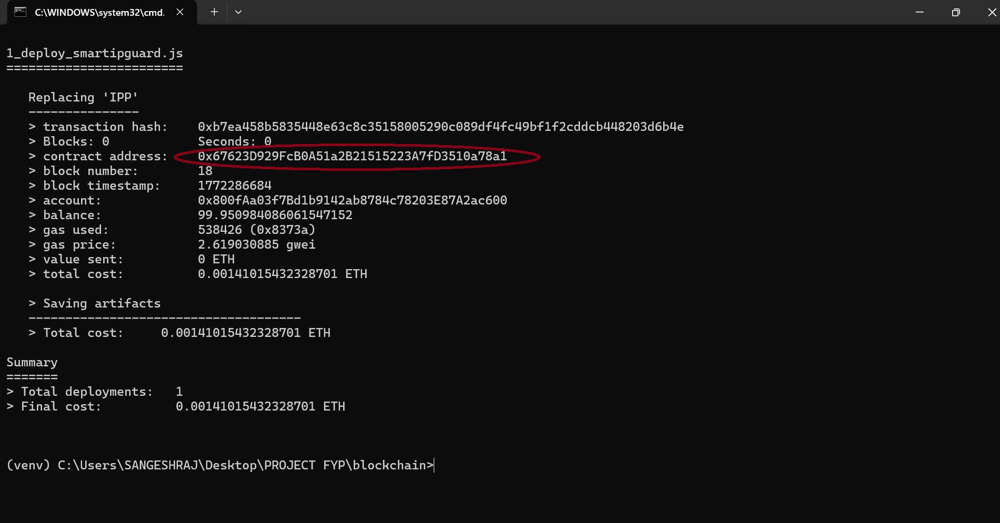 C:\WINDOWS\system32\cmd.
1_deploy_smartipguard.js
========================
Replacing 'IPP'
---------------
> transaction hash:    0xb7ea458b5835448e63c8c35158005290c089df4fc49bf1f2cddcb448203d6b4e
> Blocks: 0            Seconds: 0
> contract address:    0x67623D929FcB0A51a2B21515223A7fD3510a78a1
> block number:        18
> block timestamp:     1772286684
> account:             0x800fAa03f7Bd1b9142ab8784c78203E87A2ac600
> balance:             99.950984086061547152
> gas used:            538426 (0x8373a)
> gas price:           2.619030885 gwei
> value sent:          0 ETH
> total cost:          0.00141015432328701 ETH
> Saving artifacts
-------------------------------------
> Total cost:     0.00141015432328701 ETH
Summary
=======
> Total deployments:   1
> Final cost:          0.00141015432328701 ETH
(venv) C:\Users\SANGESHRAJ\Desktop\PROJECT FYP\blockchain>